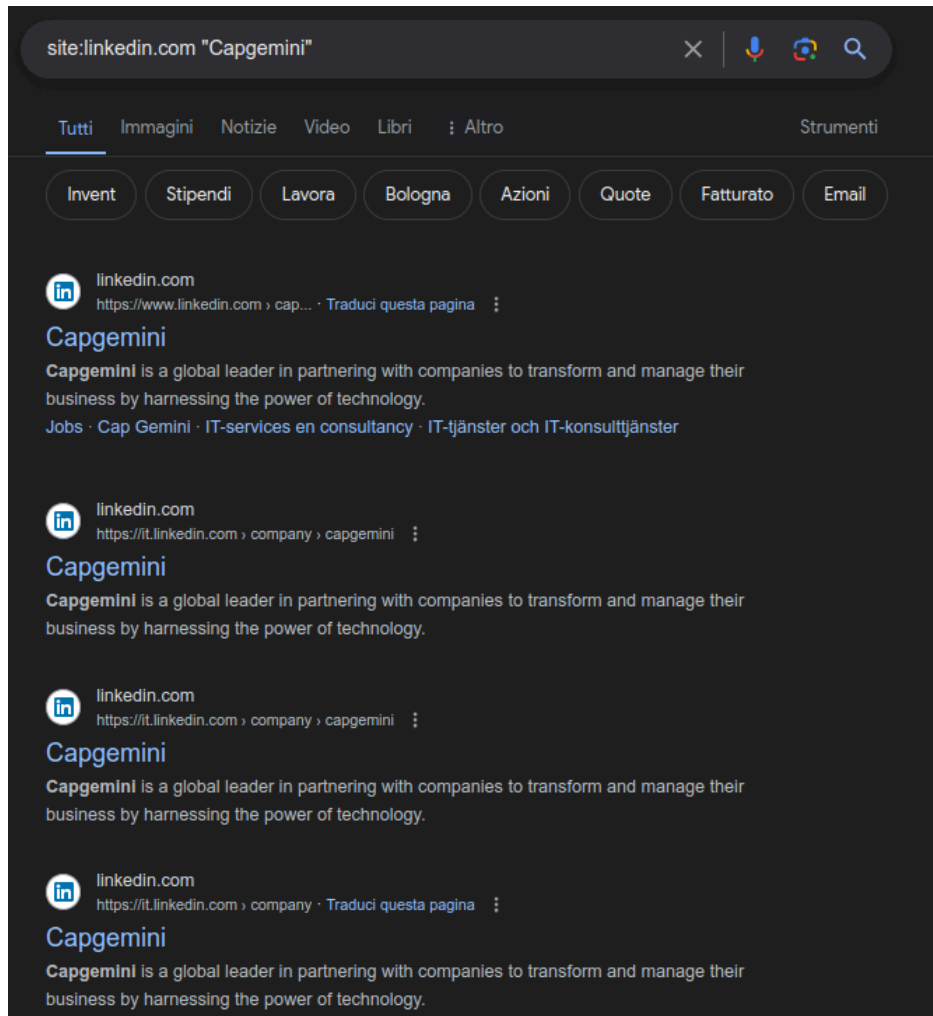 site:linkedin.com "Capgemini"
Tutti Immagini Notizie Video Libri Altro Strumenti
Invent Stipendi Lavora Bologna Azioni Quote Fatturato Email
linkedin.com
https://www.linkedin.com › cap... · Traduci questa pagina
Capgemini
Capgemini is a global leader in partnering with companies to transform and manage their
business by harnessing the power of technology.
Jobs · Cap Gemini · IT-services en consultancy · IT-tjänster och IT-konsulttjänster
linkedin.com
https://it.linkedin.com › company › capgemini
Capgemini
Capgemini is a global leader in partnering with companies to transform and manage their
business by harnessing the power of technology.
linkedin.com
https://it.linkedin.com › company › capgemini
Capgemini
Capgemini is a global leader in partnering with companies to transform and manage their
business by harnessing the power of technology.
linkedin.com
https://it.linkedin.com › company · Traduci questa pagina
Capgemini
Capgemini is a global leader in partnering with companies to transform and manage their
business by harnessing the power of technology.